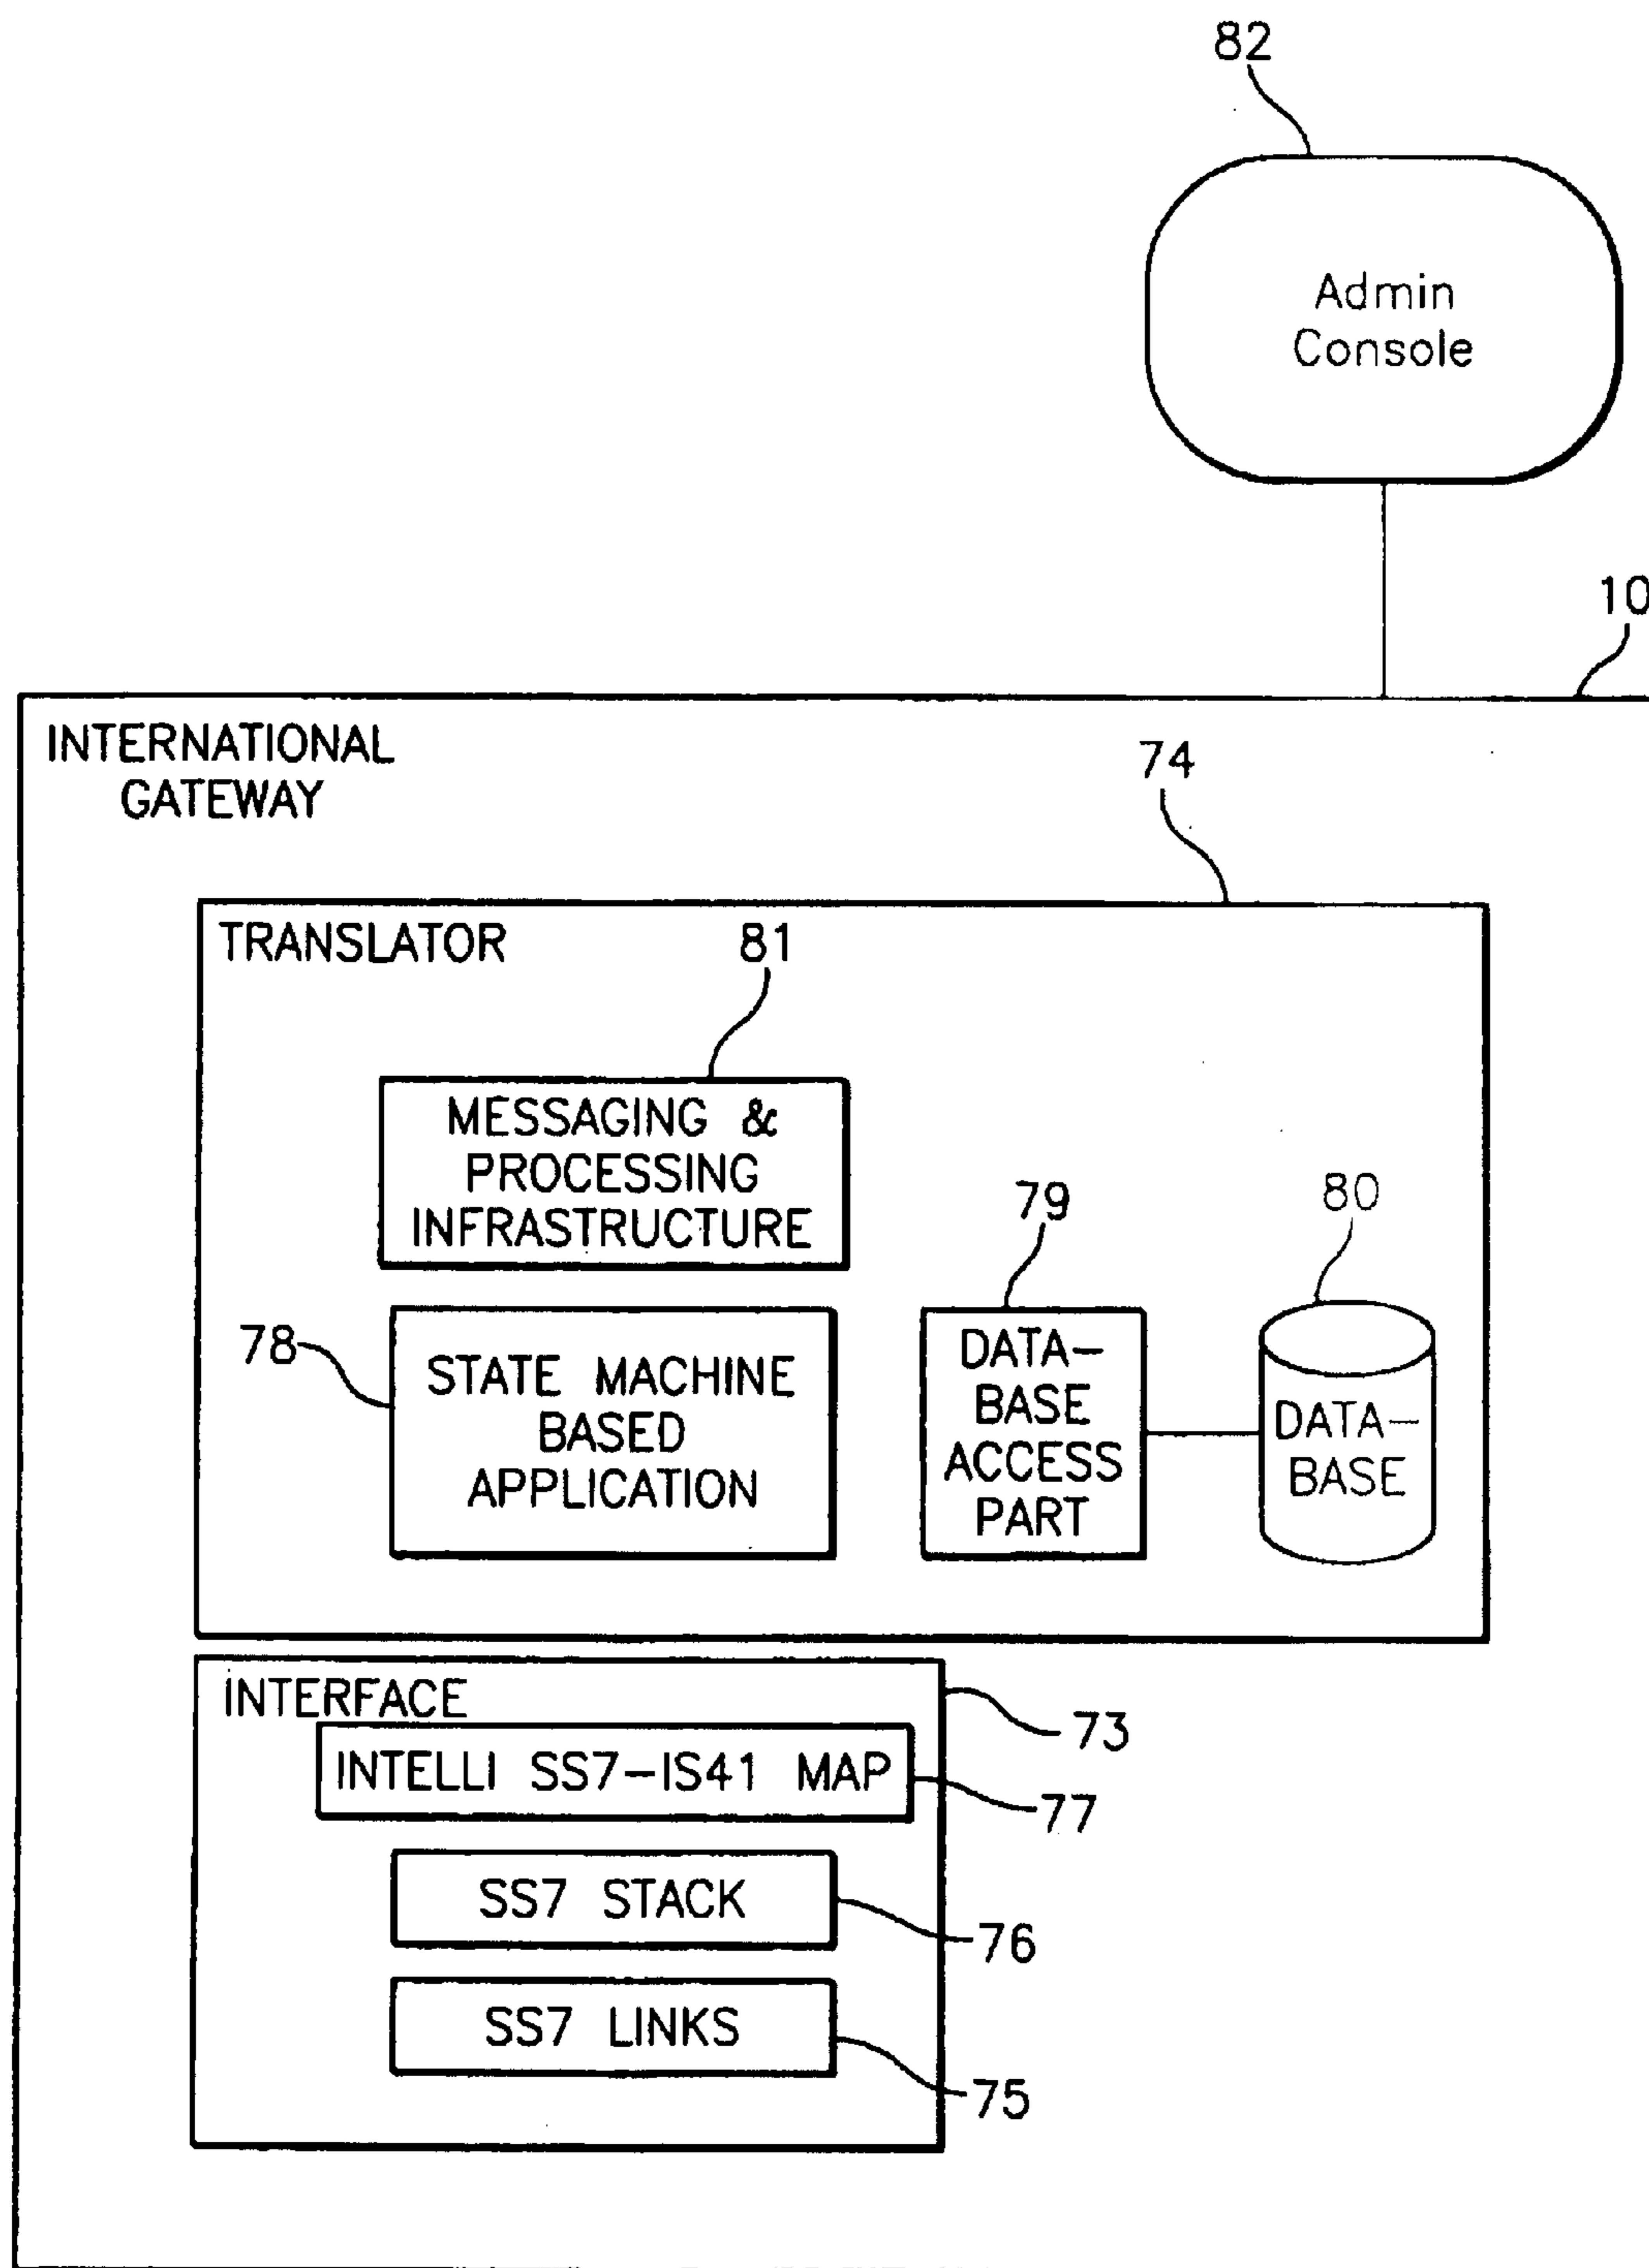 82
Admin
Console
10
INTERNATIONAL
GATEWAY
74
TRANSLATOR
81
MESSAGING &
PROCESSING
INFRASTRUCTURE
79
80
78
STATE MACHINE
BASED
APPLICATION
DATA-
BASE
ACCESS
PART
DATA-
BASE
INTERFACE
73
INTELLI SS7-IS41 MAP
77
SS7 STACK
76
SS7 LINKS
75